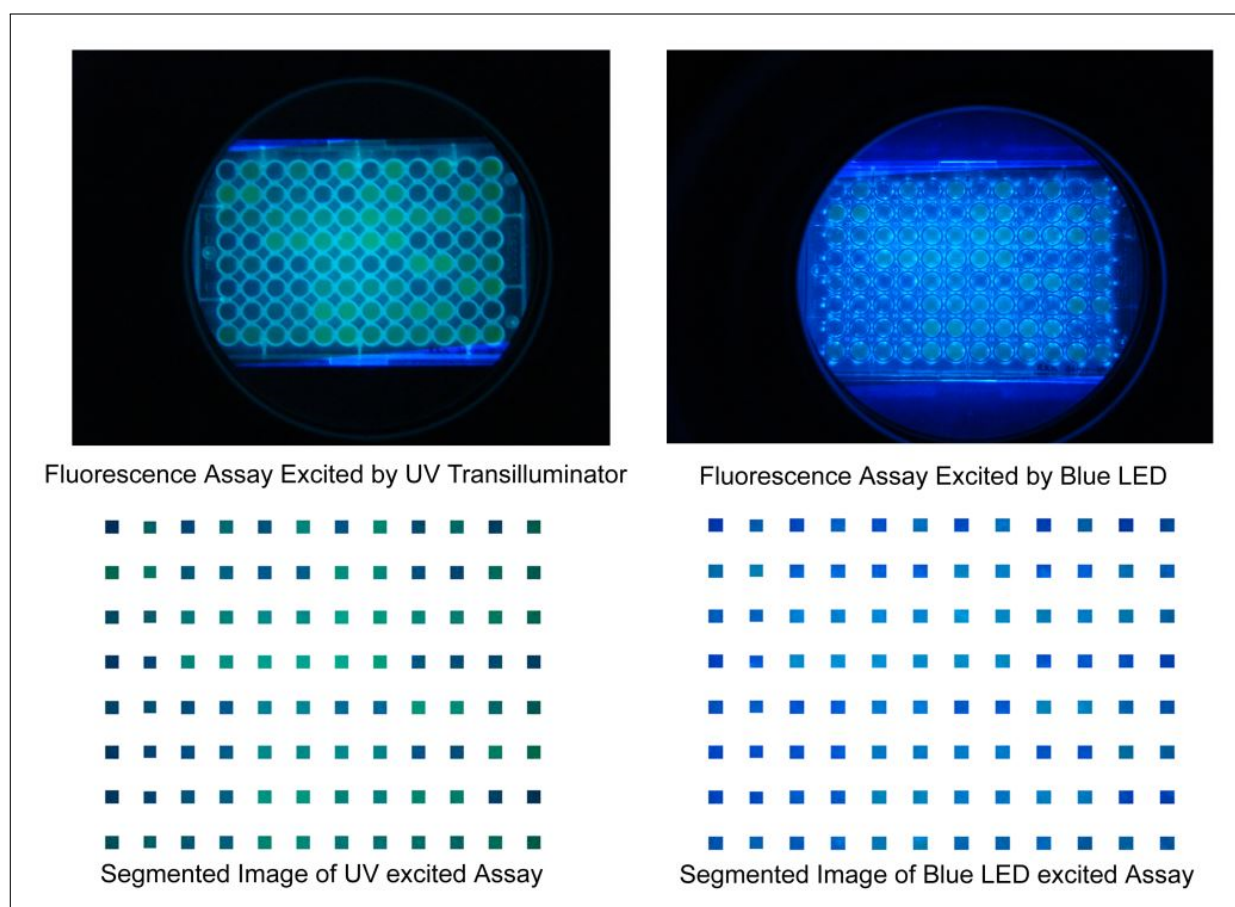 Fluorescence Assay Excited by UV Transilluminator
Fluorescence Assay Excited by Blue LED
Segmented Image of UV excited Assay
Segmented Image of Blue LED excited Assay